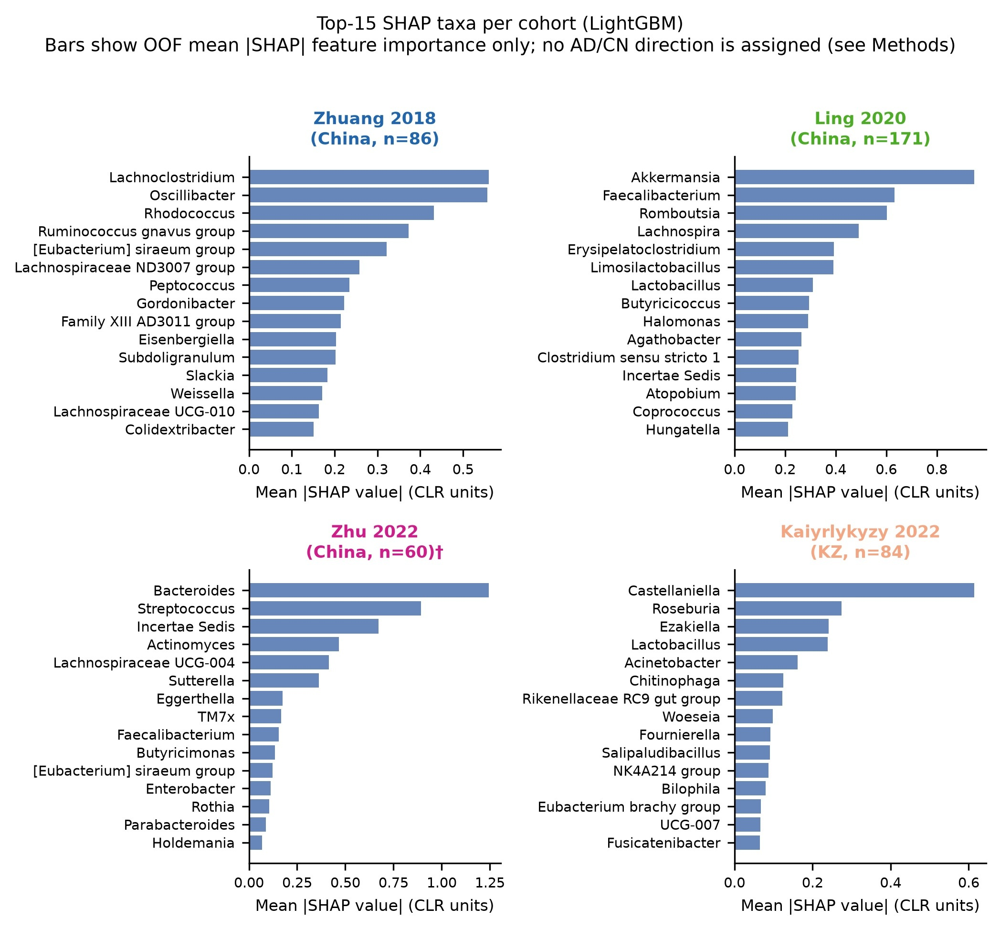 Top-15 SHAP taxa per cohort (LightGBM)
Bars show OOF mean |SHAP| feature importance only; no AD/CN direction is assigned (see Methods)
Zhuang 2018
(China, n=86)
Lachnoclostridium
Oscillibacter
Rhodococcus
Ruminococcus gnavus group
[Eubacterium] siraeum group
Lachnospiraceae ND3007 group
Peptococcus
Gordonibacter
Family XIII AD3011 group
Eisenbergiella
Subdoligranulum
Slackia
Weissella
Lachnospiraceae UCG-010
Colidextribacter
0.0 0.1 0.2 0.3 0.4 0.5
Mean |SHAP value| (CLR units)
Ling 2020
(China, n=171)
Akkermansia
Faecalibacterium
Romboutsia
Lachnospira
Erysipelatoclostridium
Limosilactobacillus
Lactobacillus
Butyricicoccus
Halomonas
Agathobacter
Clostridium sensu stricto 1
Incertae Sedis
Atopobium
Coprococcus
Hungatella
0.0 0.2 0.4 0.6 0.8
Mean |SHAP value| (CLR units)
Zhu 2022
(China, n=60)†
Bacteroides
Streptococcus
Incertae Sedis
Actinomyces
Lachnospiraceae UCG-004
Sutterella
Eggerthella
TM7x
Faecalibacterium
Butyricimonas
[Eubacterium] siraeum group
Enterobacter
Rothia
Parabacteroides
Holdemania
0.00 0.25 0.50 0.75 1.00 1.25
Mean |SHAP value| (CLR units)
Kaiyrlykyzy 2022
(KZ, n=84)
Castellaniella
Roseburia
Ezakiella
Lactobacillus
Acinetobacter
Chitinophaga
Rikenellaceae RC9 gut group
Woeseia
Fournierella
Salipaludibacillus
NK4A214 group
Bilophila
Eubacterium brachy group
UCG-007
Fusicatenibacter
0.0 0.2 0.4 0.6
Mean |SHAP value| (CLR units)